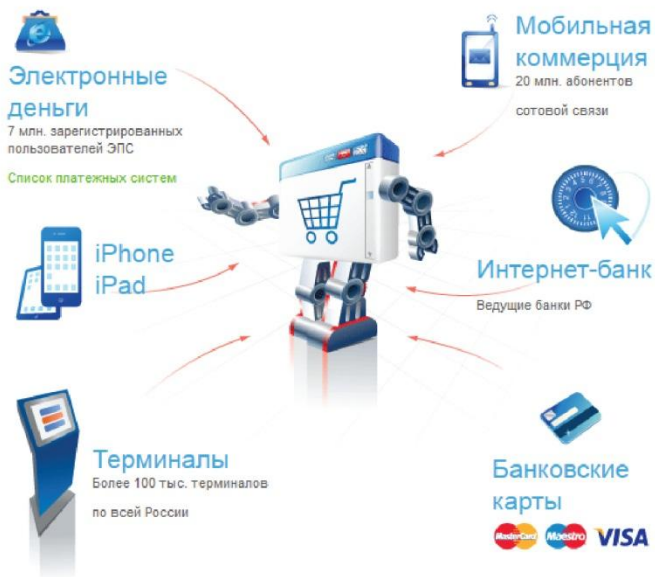 Электронные
деньги
7 млн. зарегистрированных
пользователей ЭПС
Список платежных систем
Мобильная
коммерция
20 млн. абонентов
сотовой связи
iPhone
iPad
Интернет-банк
Ведущие банки РФ
Терминалы
Более 100 тыс. терминалов
по всей России
Банковские
карты
MasterCard Maestro VISA